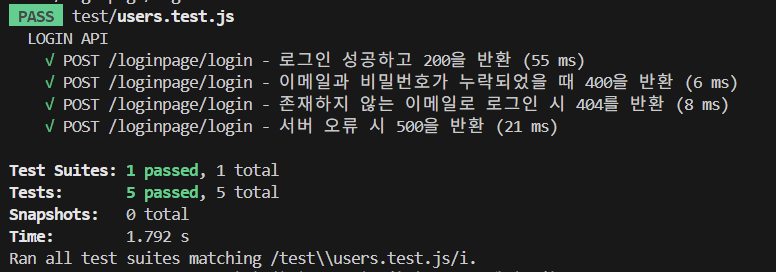 PASS test/users.test.js
LOGIN API
√ POST /loginpage/login - 로그인 성공하고 200을 반환 (55 ms)
√ POST /loginpage/login - 이메일과 비밀번호가 누락되었을 때 400을 반환 (6 ms)
√ POST /loginpage/login - 존재하지 않는 이메일로 로그인 시 404를 반환 (8 ms)
√ POST /loginpage/login - 서버 오류 시 500을 반환 (21 ms)
Test Suites: 1 passed, 1 total
Tests: 5 passed, 5 total
Snapshots: 0 total
Time: 1.792 s
Ran all test suites matching /test\\users.test.js/i.